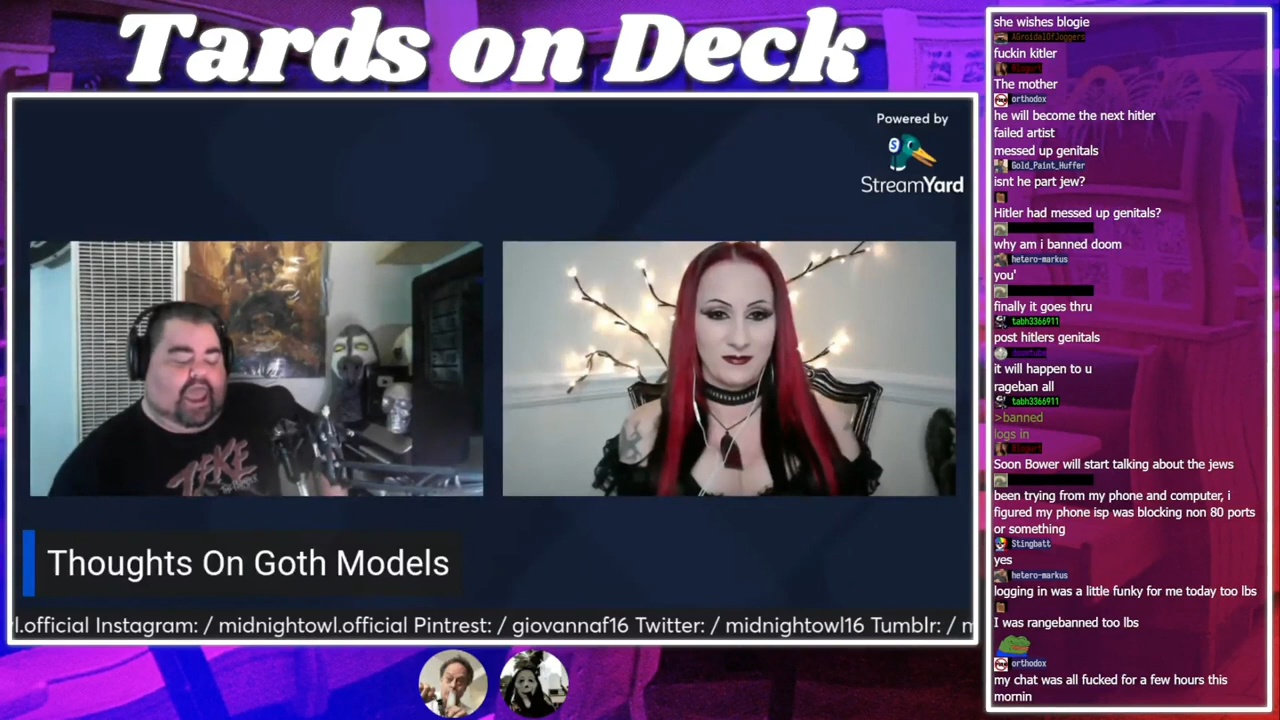 Tards on Deck
Powered by
StreamYard
ZEKE
Thoughts On Goth Models
l.official Instagram: / midnightowl.official Pintrest: / giovannaf16 Twitter: / midnightowl16 Tumblr: / m
she wishes blogie
AGroidalOfJoggers
fuckin kitler
The mother
orthodox
he will become the next hitler
failed artist
messed up genitals
Gold_Paint_Huffer
isnt he part jew?
Hitler had messed up genitals?
why am i banned doom
hetero-markus
you'
finally it goes thru
tabh3366911
post hitlers genitals
it will happen to u
rageban all
tabh3366911
>banned
logs in
Soon Bower will start talking about the jews
been trying from my phone and computer, i
figured my phone isp was blocking non 80 ports
or something
Stingbatt
yes
hetero-markus
logging in was a little funky for me today too lbs
I was rangebanned too lbs
orthodox
my chat was all fucked for a few hours this
mornin